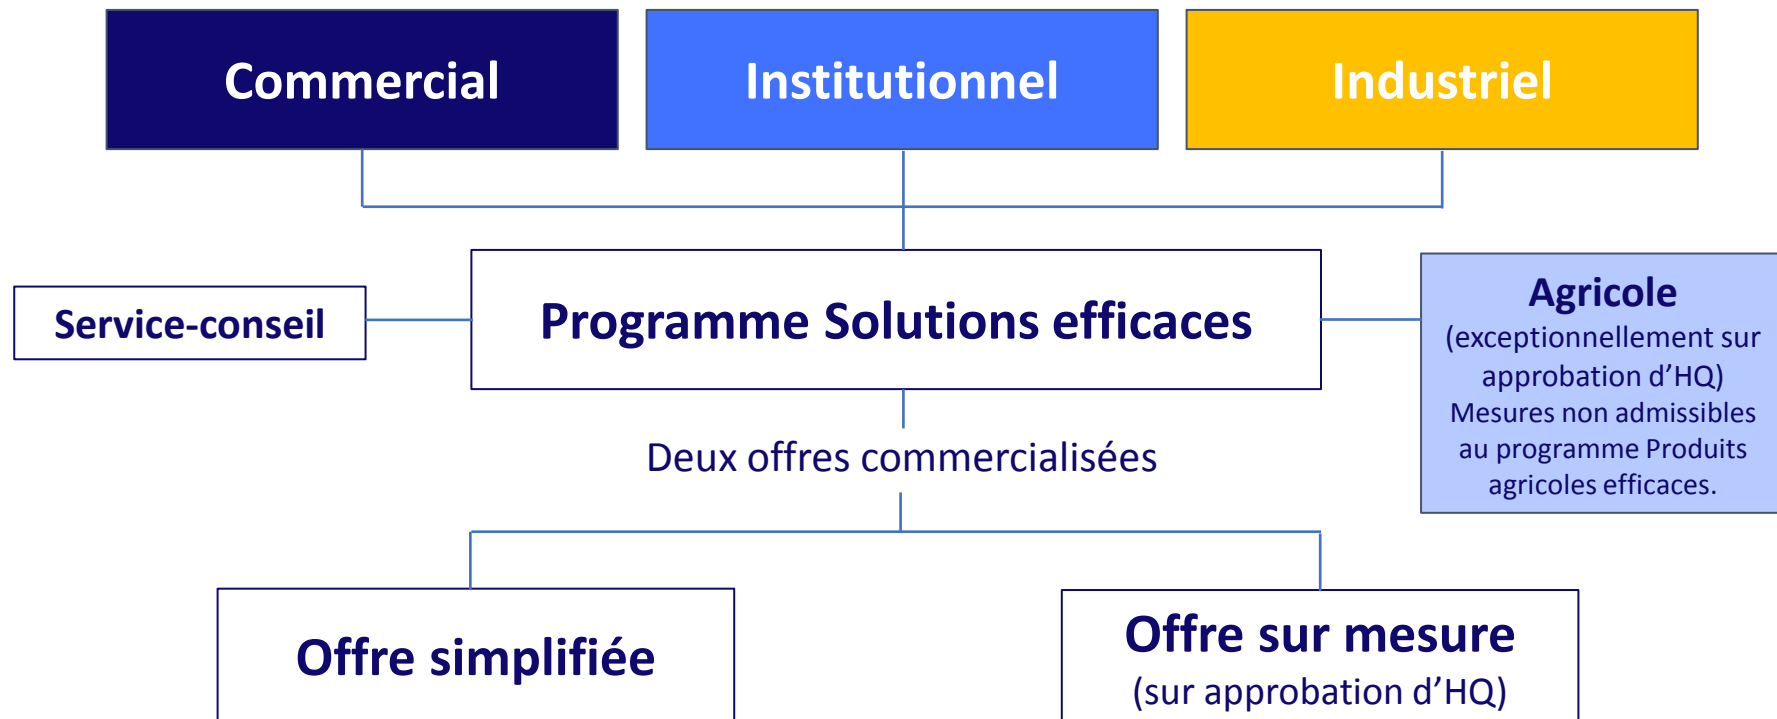 Commercial
Institutionnel
Industriel
Service-conseil
Programme Solutions efficaces
Agricole
(exceptionnellement sur
approbation d’HQ)
Mesures non admissibles
au programme Produits
agricoles efficaces.
Deux offres commercialisées
Offre simplifiée
Offre sur mesure
(sur approbation d’HQ)